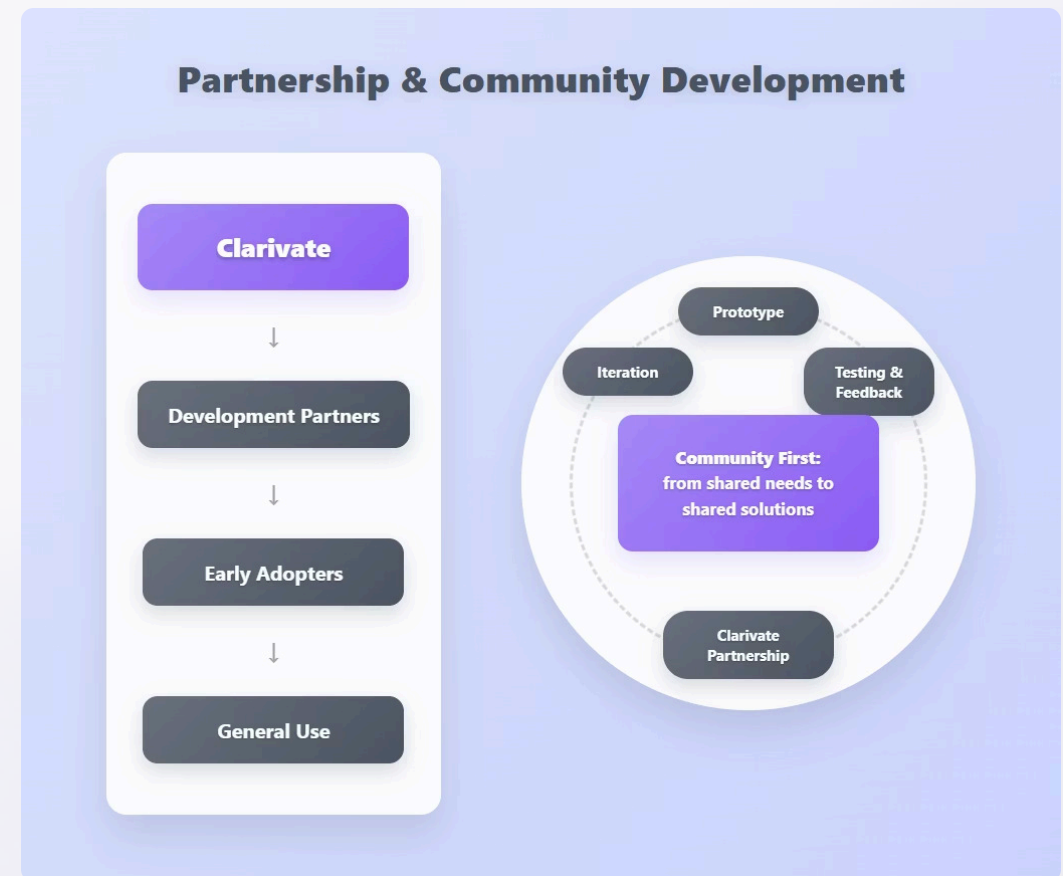 Partnership & Community Development
Clarivate
↓
Development Partners
↓
Early Adopters
↓
General Use
Prototype
Iteration
Testing &
Feedback
Community First:
from shared needs to
shared solutions
Clarivate
Partnership